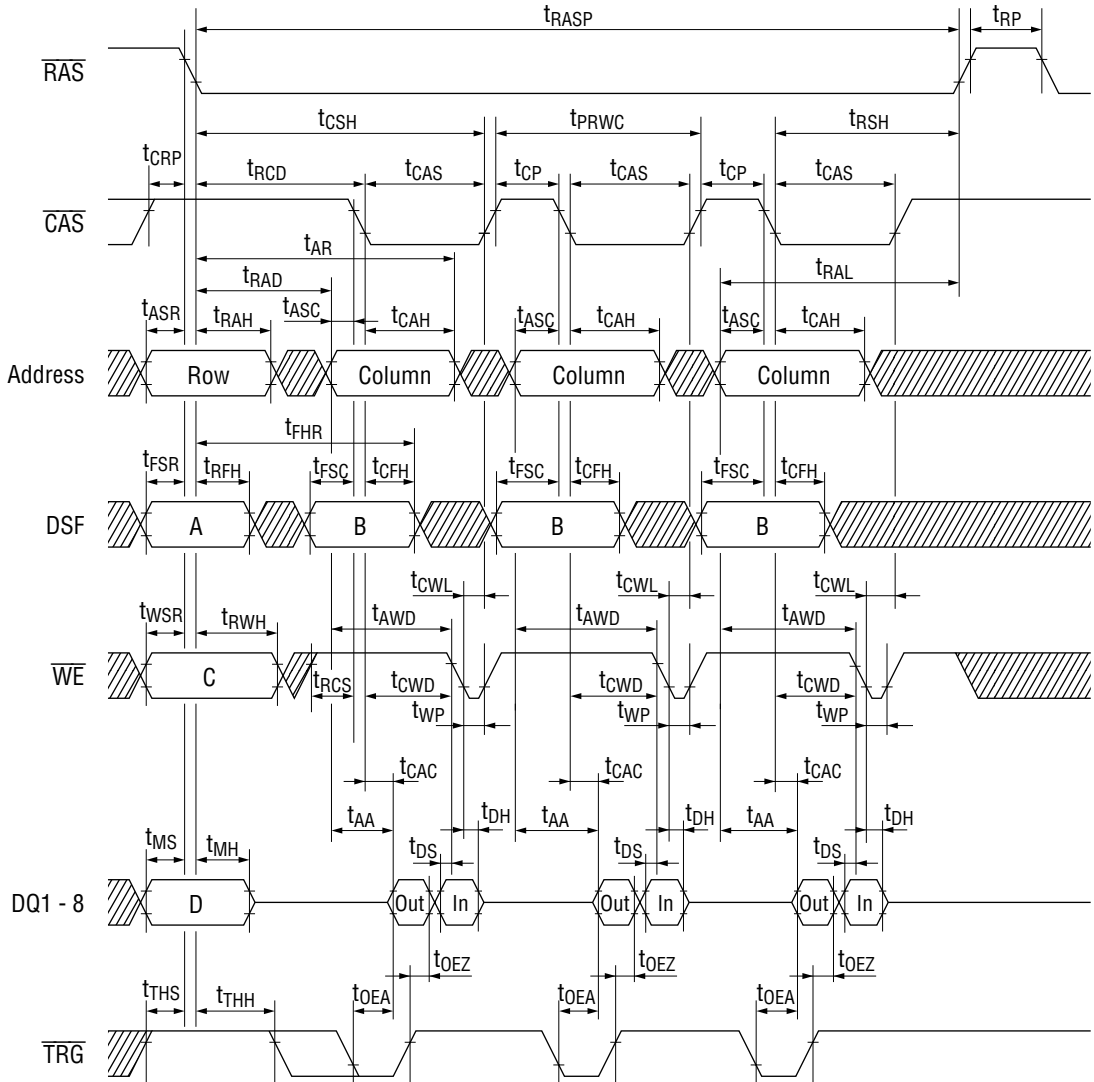 tRASP tRP
RAS
tCSH tPRWC tRSH
tCRP tRCD tCAS tCP tCAS tCP tCAS
CAS
tAR
tRAD tRAL
tASR tRAH tASC tCAH tASC tCAH tASC tCAH
Address Row Column Column Column
tFHR
tFSR tRFH tFSC tCFH tFSC tCFH tFSC tCFH
DSF A B B B
tCWL tCWL tCWL
tWSR tRWH tAWD tAWD tAWD
WE C
tRCS tCWD tCWD tCWD
tWP tWP tWP
tCAC tCAC tCAC
tAA tDH tAA tDH tAA tDH
tMS tMH tDS tDS tDS
DQ1 - 8 D Out In Out In Out In
tOEZ tOEZ tOEZ
tTHS tTHH tOEA tOEA tOEA
TRG